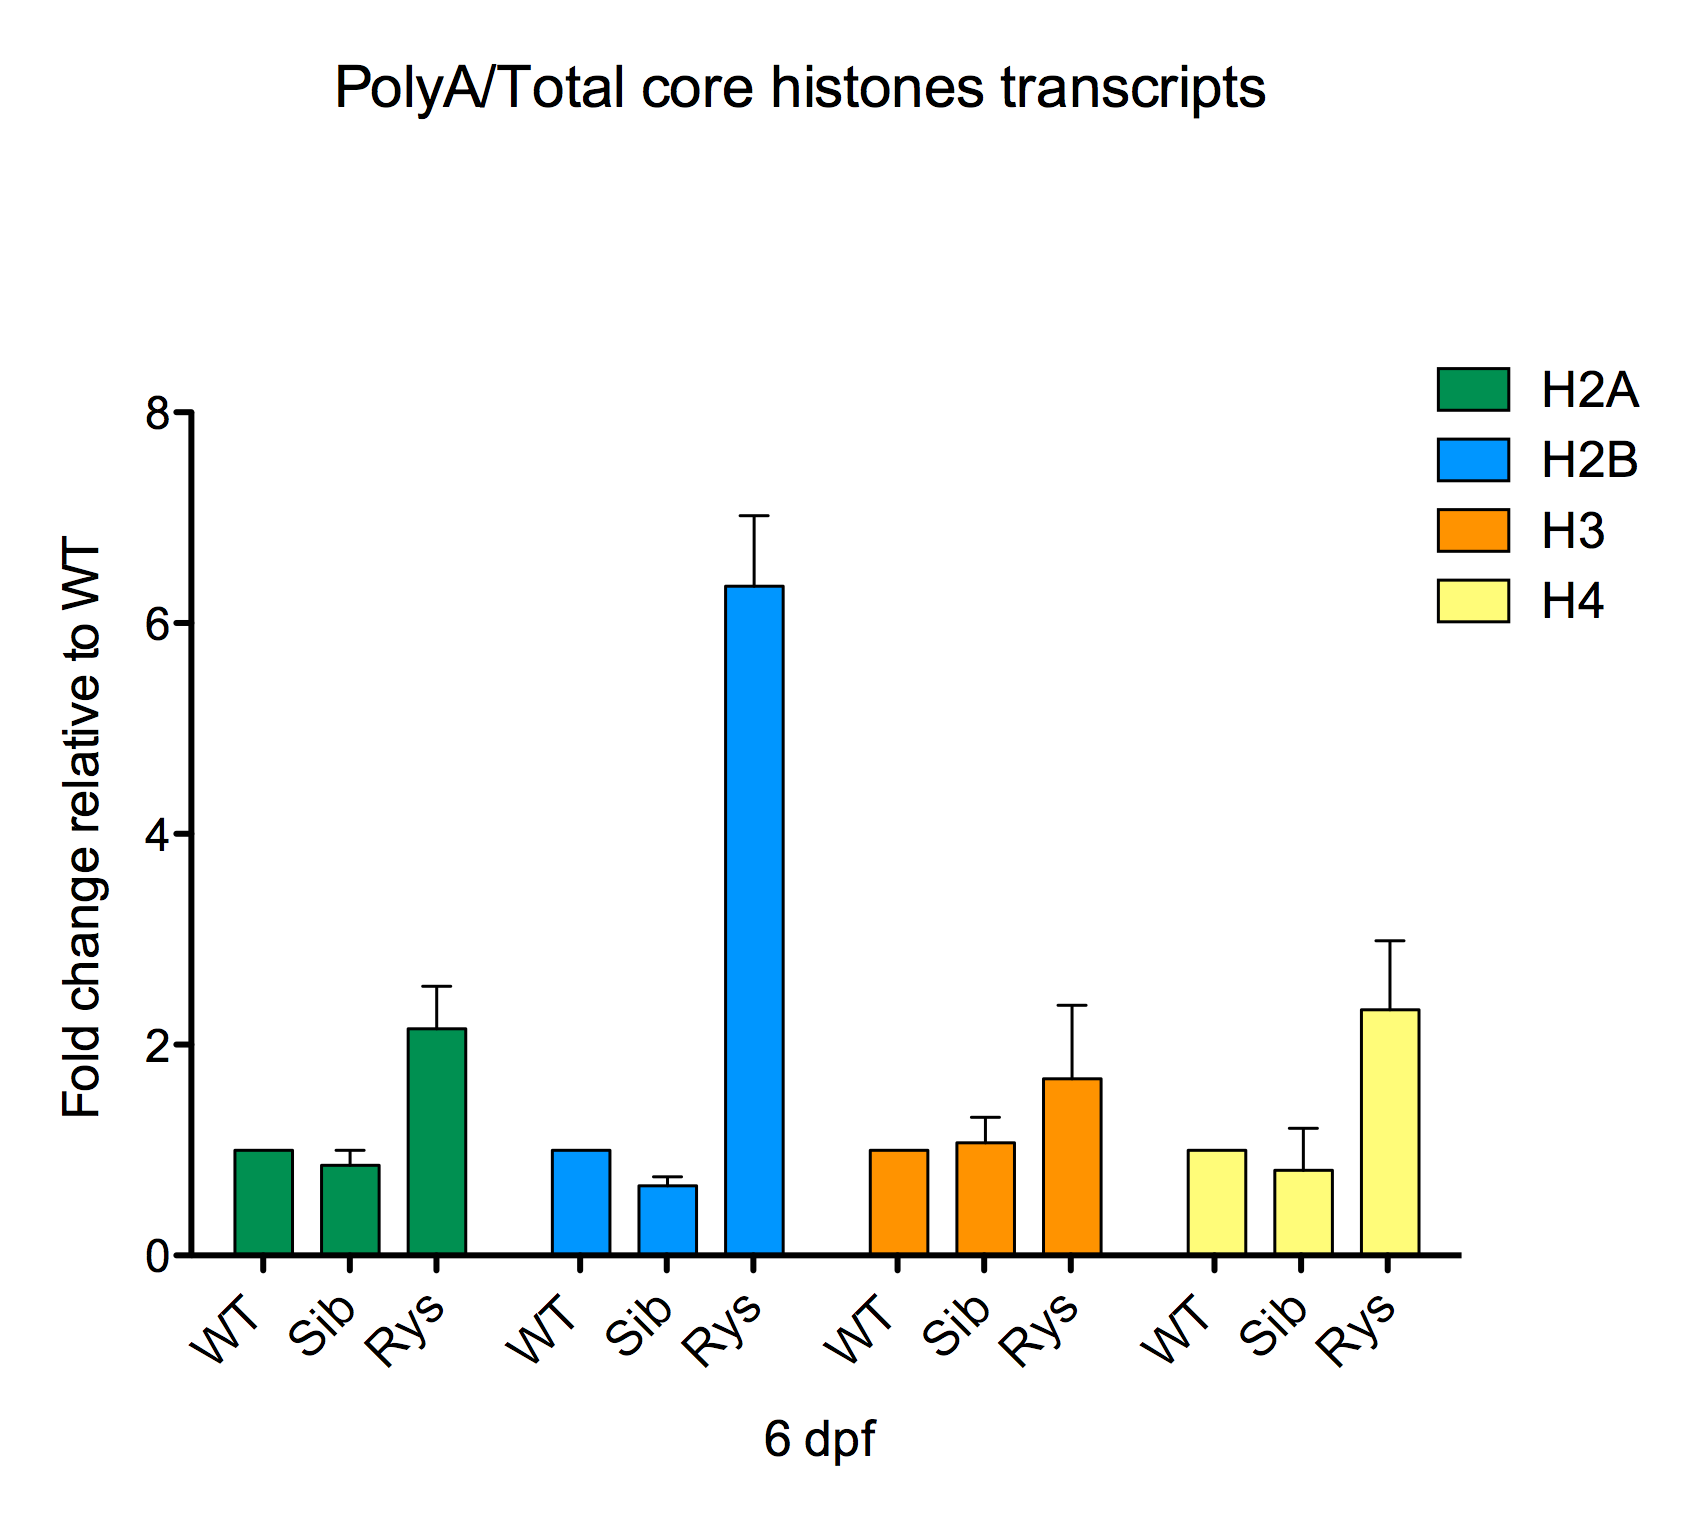 PolyA/Total core histones transcripts
H2A
H2B
H3
H4
Fold change relative to WT
8
6
4
2
0
WT Sib Rys WT Sib Rys WT Sib Rys WT Sib Rys
6 dpf